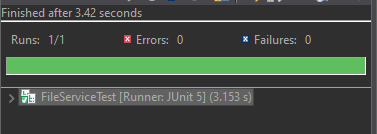 Finished after 3.42 seconds
Runs: 1/1 Errors: 0 Failures: 0
FileServiceTest [Runner: JUnit 5] (3.153 s)